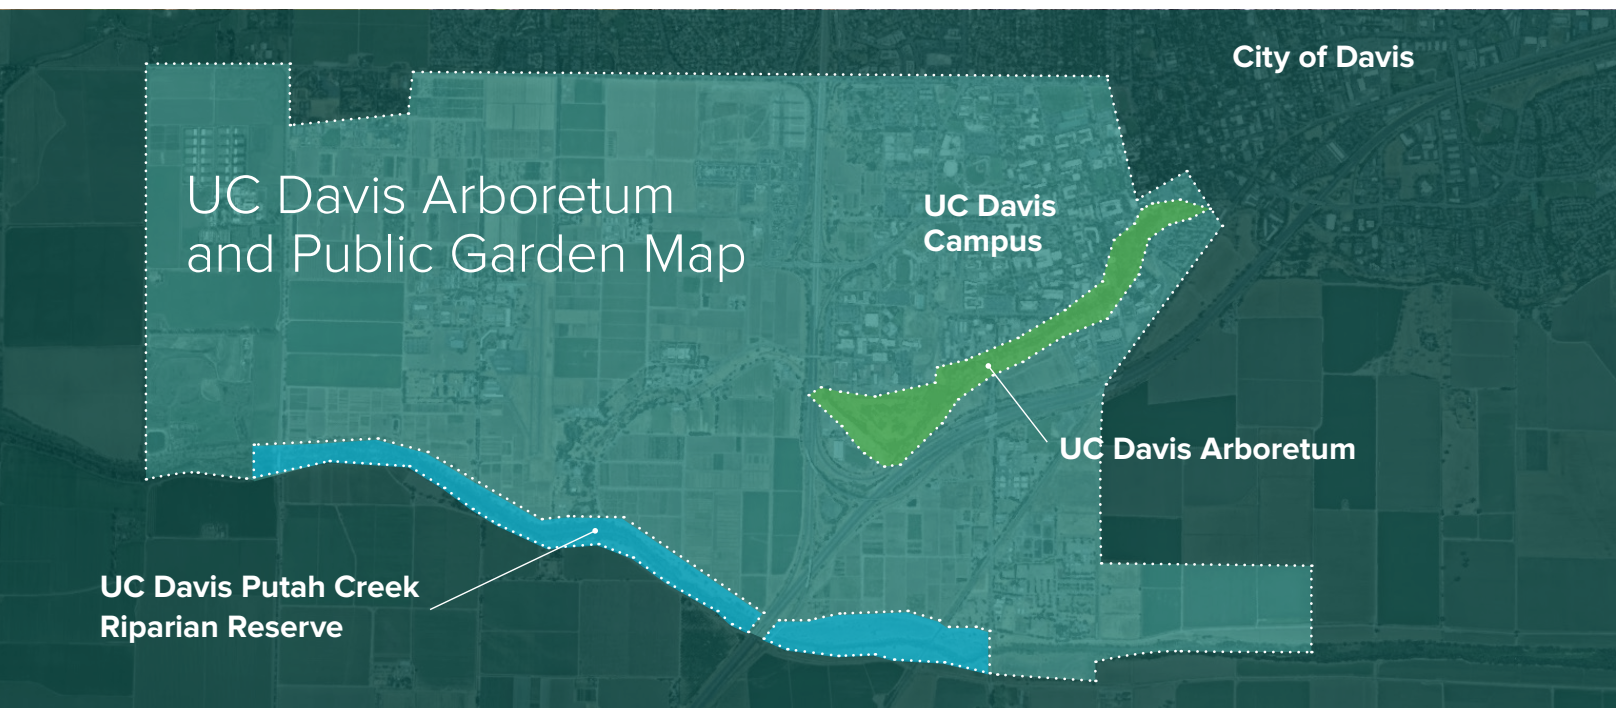 City of Davis
UC Davis Arboretum
and Public Garden Map
UC Davis
Campus
UC Davis Arboretum
UC Davis Putah Creek
Riparian Reserve